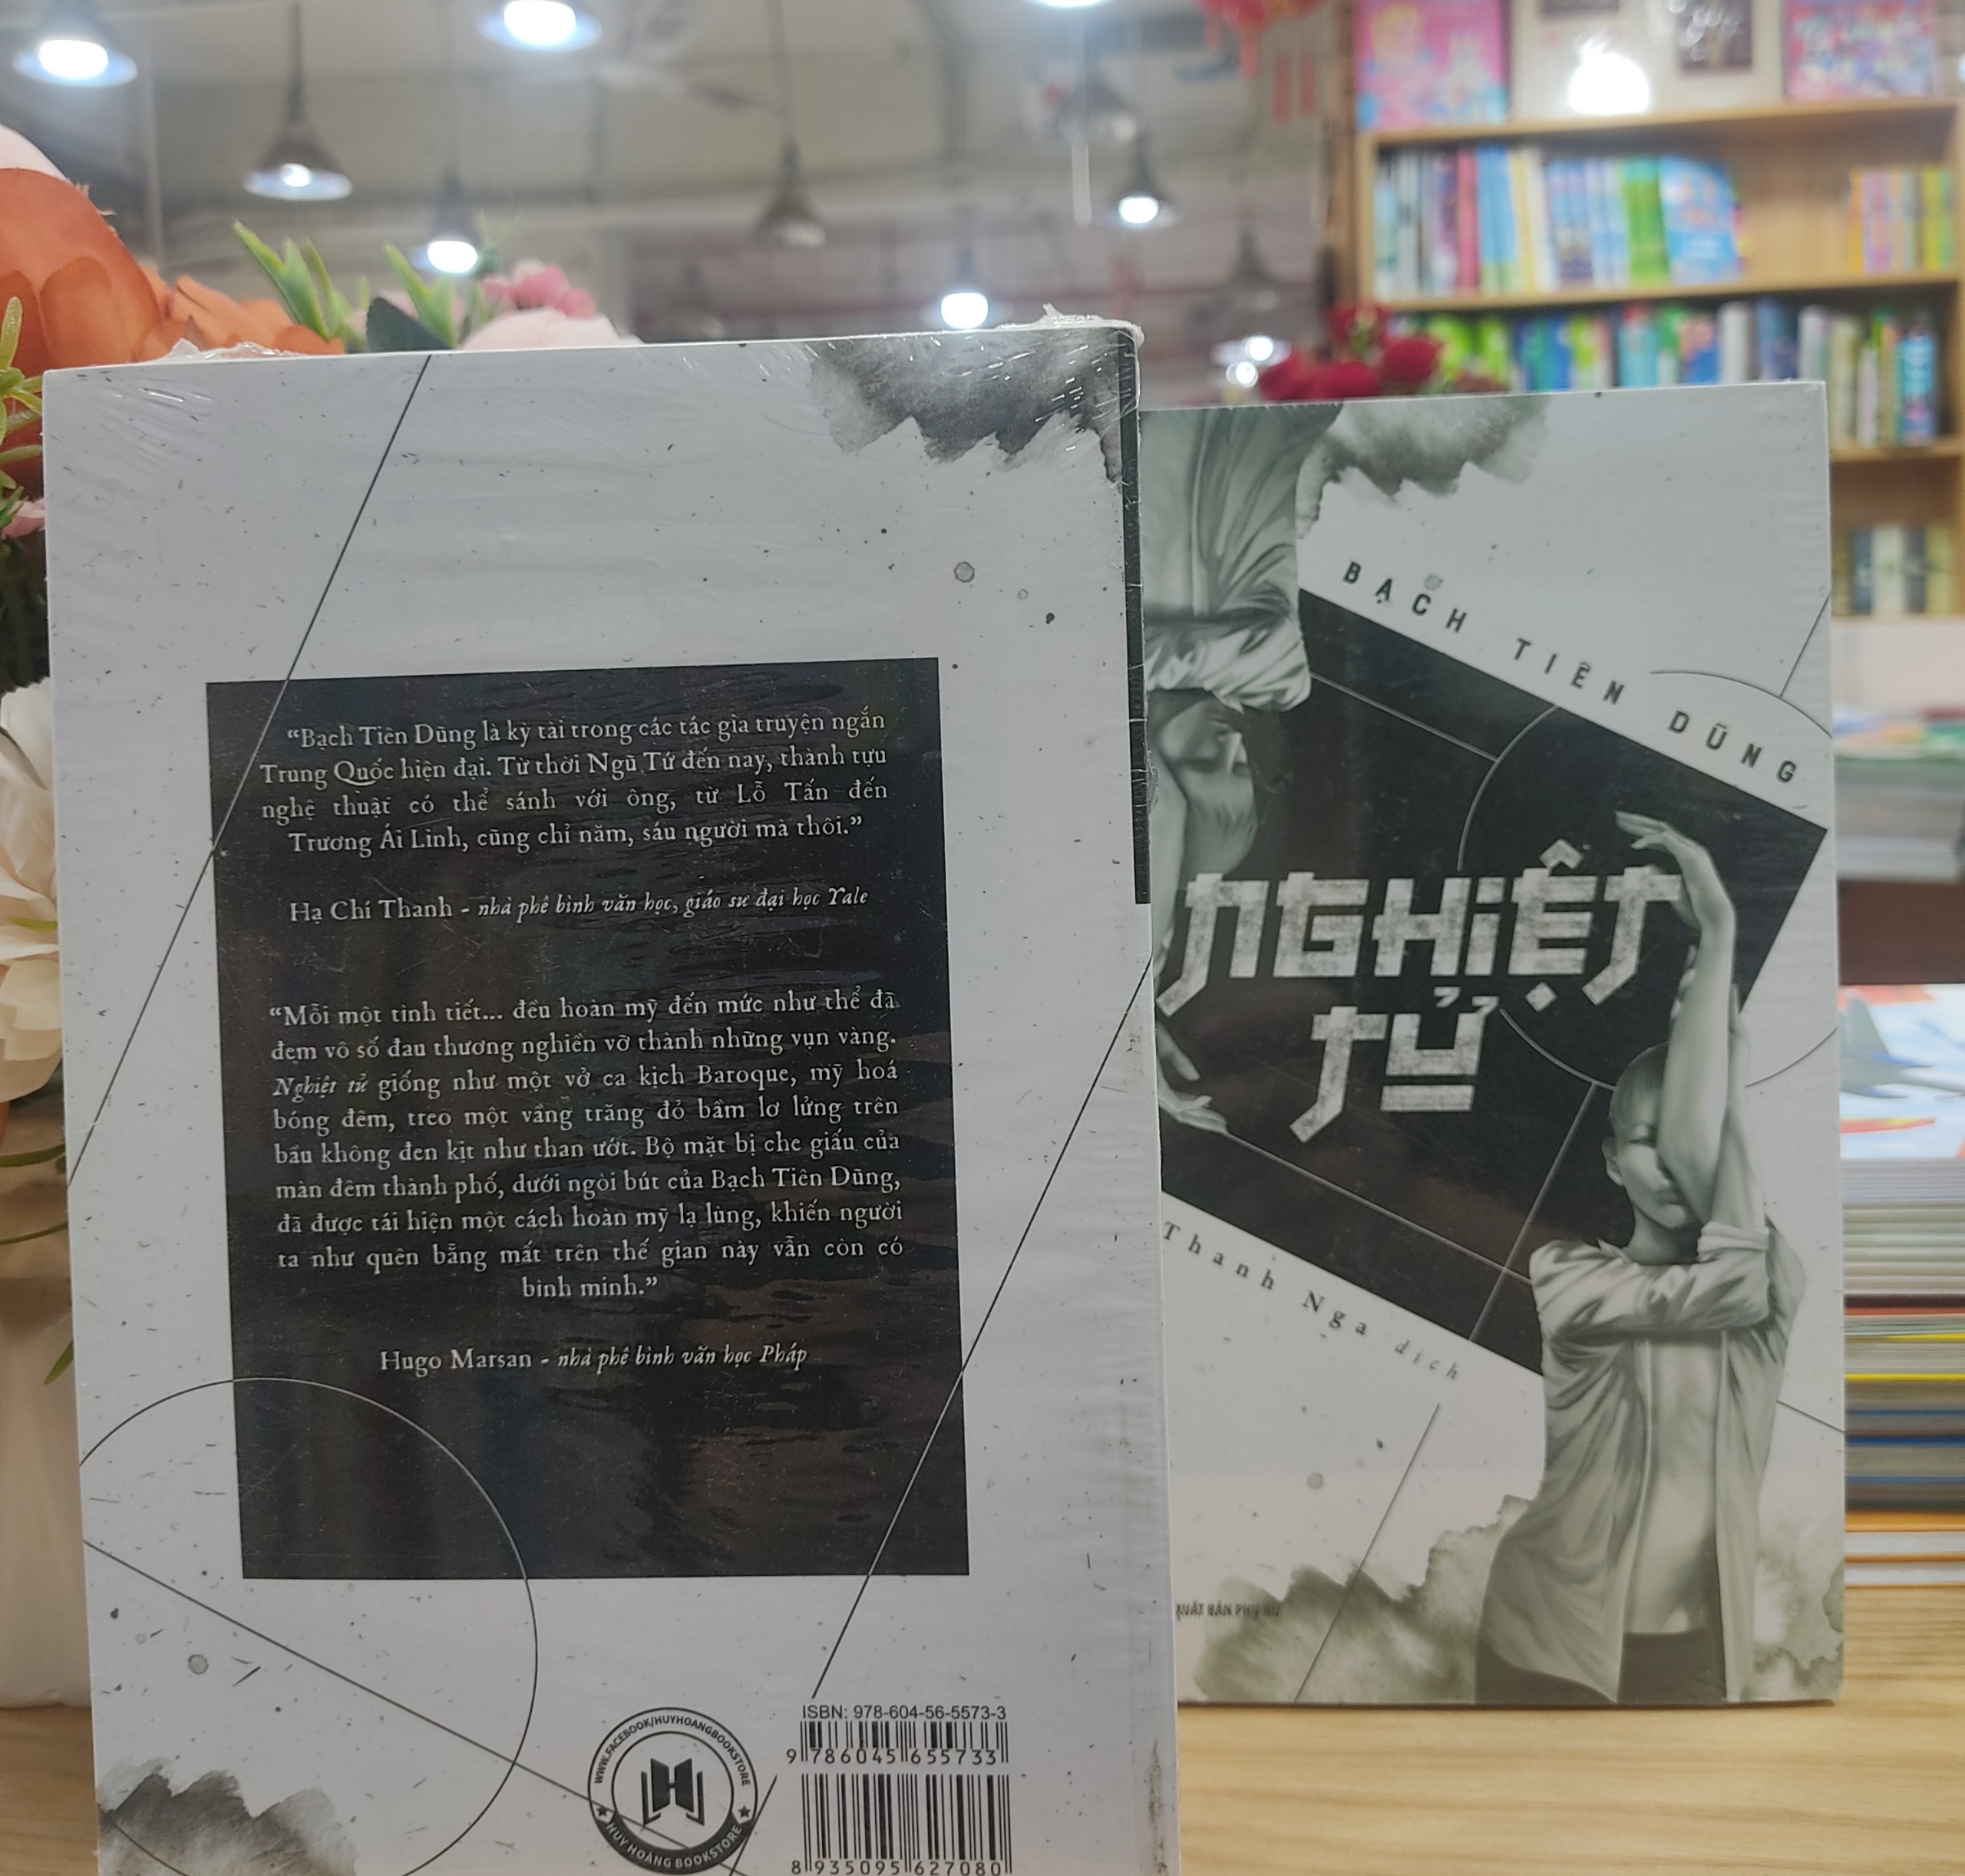 “Bạch Tiên Dũng là kỳ tài trong các tác gia truyện ngắn
Trung Quốc hiện đại. Từ thời Ngũ Tứ đến nay, thành tựu
nghệ thuật có thể sánh với ông, từ Lỗ Tấn đến
Trương Ái Linh, cũng chỉ năm, sáu người mà thôi.”
Hạ Chí Thanh - nhà phê bình văn học, giáo sư đại học Yale
“Mỗi một tình tiết... đều hoàn mỹ đến mức như thể đã
đem vô số đau thương nghiền vỡ thành những vụn vàng.
Nghiệt tử giống như một vở ca kịch Baroque, mỹ hoá
bóng đêm, treo một vầng trăng đỏ bầm lơ lửng trên
bầu không đen kịt như than ướt. Bộ mặt bị che giấu của
màn đêm thành phố, dưới ngòi bút của Bạch Tiên Dũng,
đã được tái hiện một cách hoàn mỹ lạ lùng, khiến người
ta như quên bẵng mất trên thế gian này vẫn còn có
bình minh.”
Hugo Marsan - nhà phê bình văn học Pháp
WWW.FACEBOOK/HUYHOANGBOOKSTORE
HUY HOÀNG BOOKSTORE
ISBN: 978-604-56-5573-3
9 786045 655733
8 935095 627080
BẠCH TIÊN DŨNG
NGHIỆT
TỬ
Thanh Nga dịch
XUẤT BẢN PHỤ NỮ